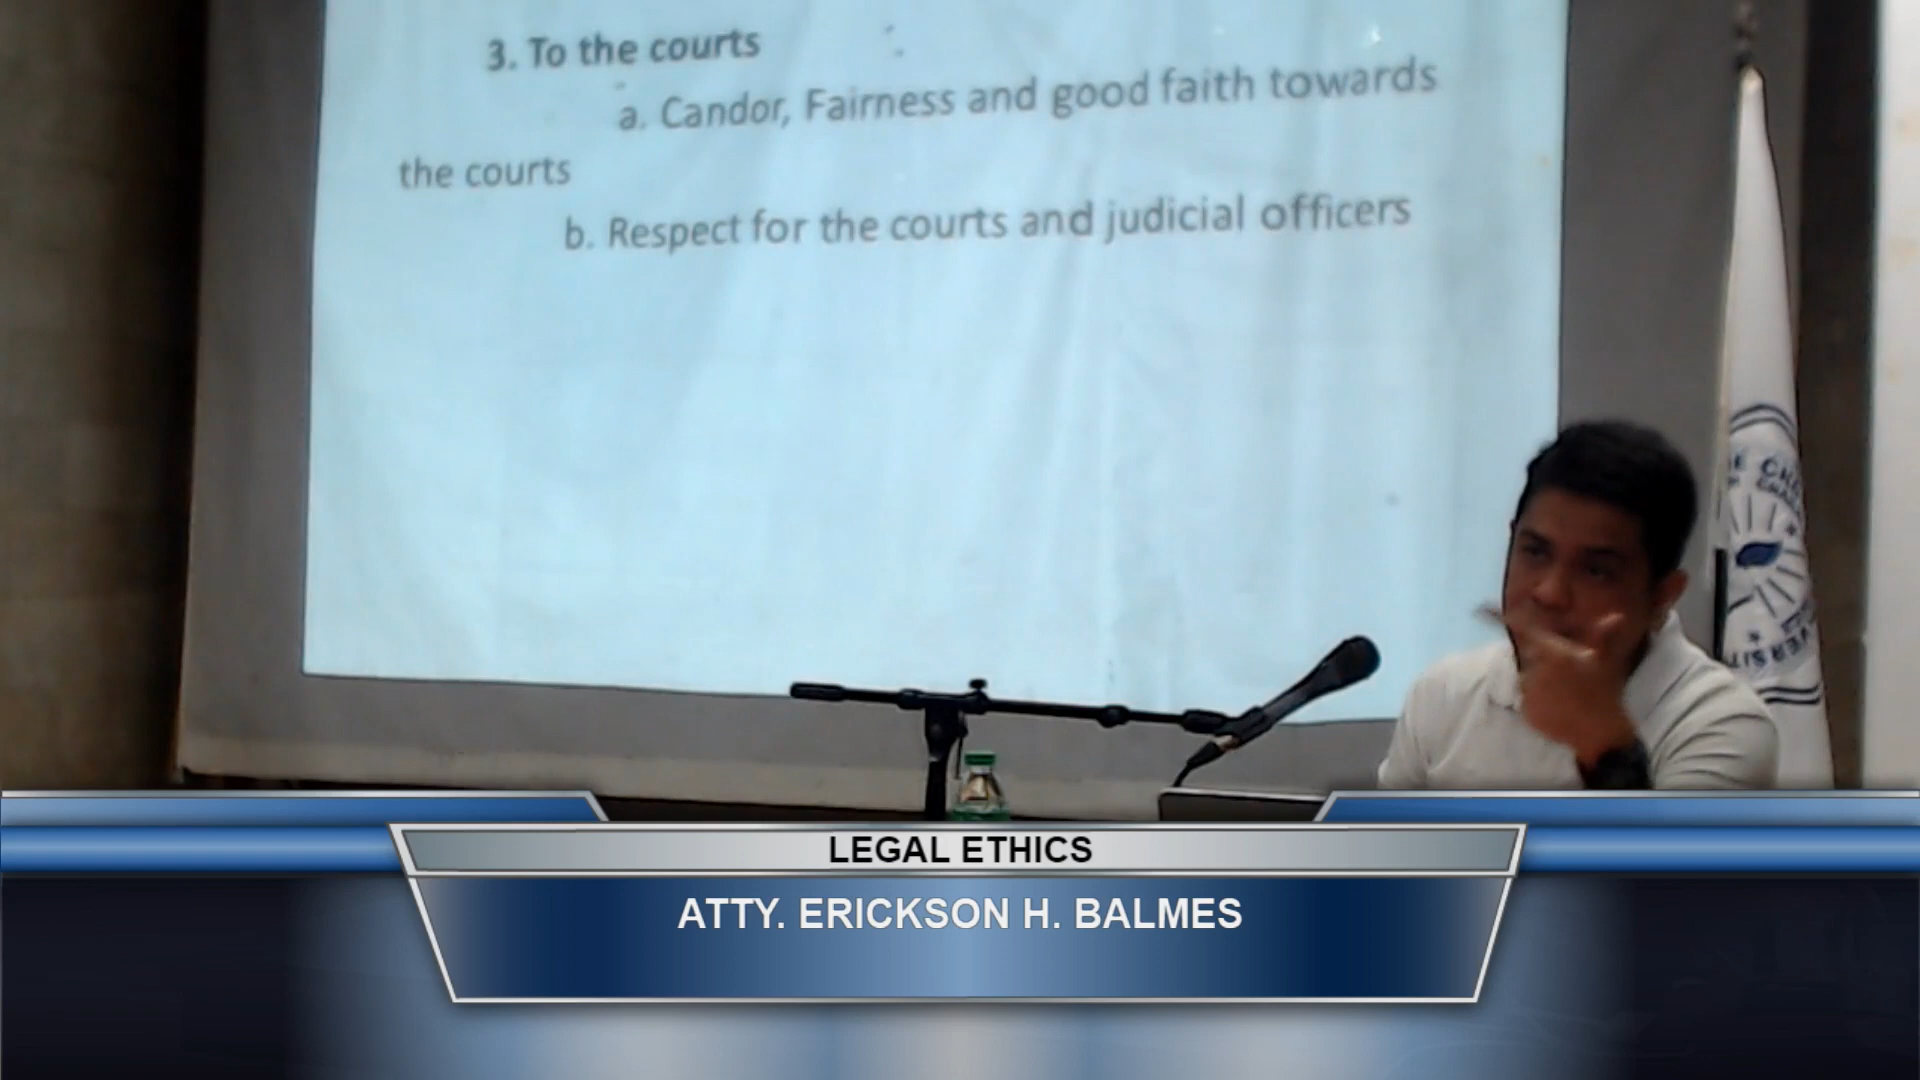 3. To the courts
a. Candor, Fairness and good faith towards
the courts
b. Respect for the courts and judicial officers
LEGAL ETHICS
ATTY. ERICKSON H. BALMES